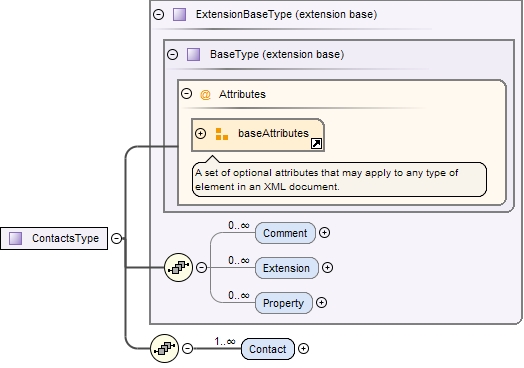 ExtensionBaseType (extension base)
BaseType (extension base)
@ Attributes
baseAttributes
A set of optional attributes that may apply to any type of
element in an XML document.
ContactsType
0..∞
Comment
0..∞
Extension
0..∞
Property
1..∞
Contact